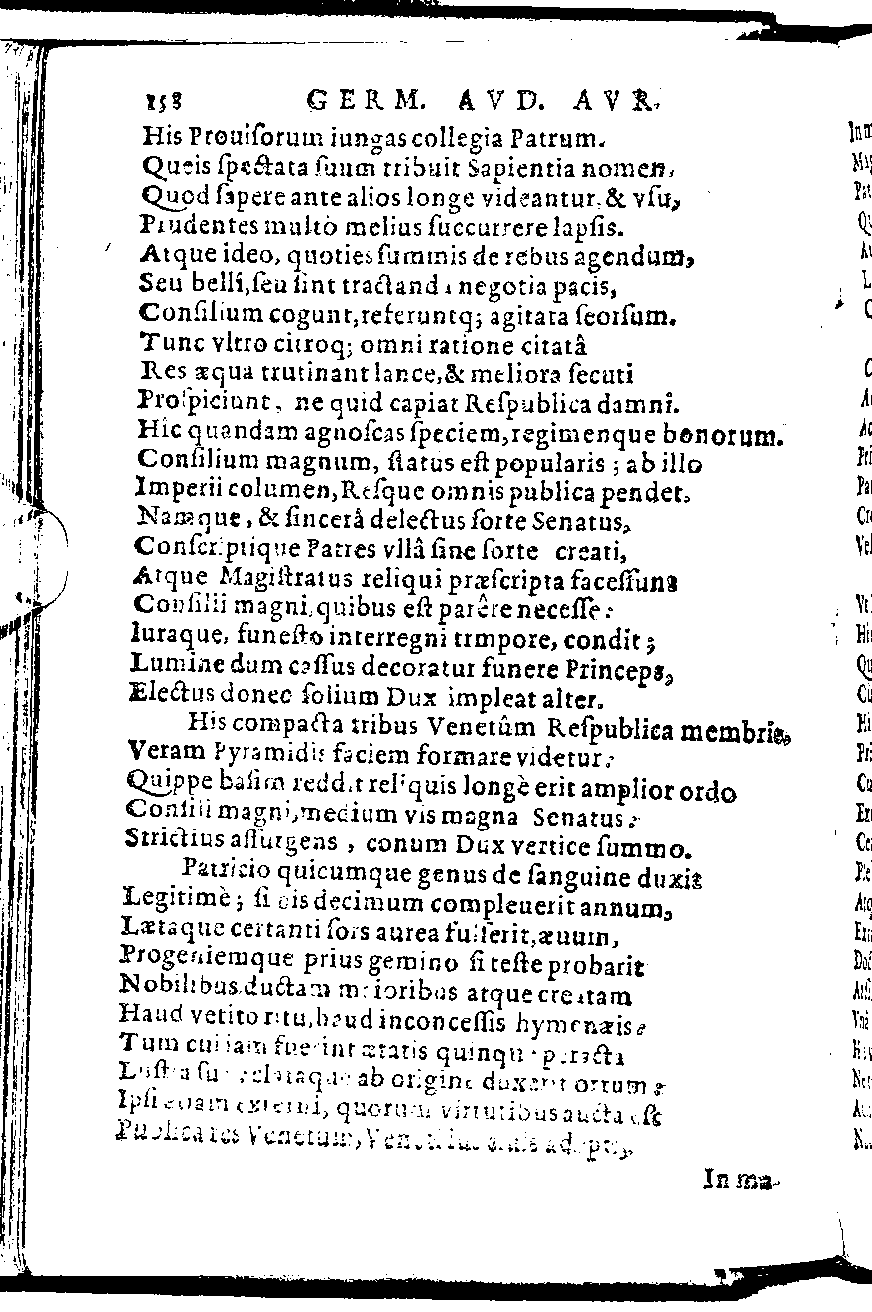 158 GERM. AVD. AVR.
His Prouiſorum iungas collegia Patrum.
Queis ſpectata ſuum tribuit Sapientia nomen,
Quod ſapere ante alios longe videantur, & vſu,
Prudentes multò melius ſuccurrere lapſis.
Atque ideo, quoties ſummis de rebus agendum,
Seu belli, ſeu ſint tractanda negotia pacis,
Conſilium cogunt, referuntq; agitata ſeorſum.
Tunc vltro citroq; omni ratione citatâ
Res æqua trutinant lance, & meliora ſecuti
Proſpiciunt, ne quid capiat Reſpublica damni.
Hic quandam agnoſcas ſpeciem, regimenque bonorum.
Conſilium magnum, ſtatus eſt popularis ; ab illo
Imperii columen, Reſque omnis publica pendet.
Namque, & ſincerâ delectus ſorte Senatus,
Conſcriptique Patres vllâ ſine ſorte creati,
Atque Magiſtratus reliqui præſcripta faceſſunt
Conſilii magni, quibus eſt parêre neceſſe:
Iuraque, funeſto interregni trmpore, condit;
Lumine dum caſſus decoratur funere Princeps,
Electus donec ſolium Dux impleat alter.
His compacta tribus Venetûm Reſpublica membris,
Veram Pyramidis faciem formare videtur:
Quippe baſim reddit reliquis longè erit amplior ordo
Conſilii magni, medium vis magna Senatus:
Strictius aſſurgens, conum Dux vertice ſummo.
Patricio quicumque genus de ſanguine duxit
Legitimè; ſi bis decimum compleuerit annum,
Lætaque certanti ſors aurea fulſerit, æuum,
Progeniemque prius gemino ſi teſte probarit
Nobilibus ductam maioribus atque creatam
Haud vetito ritu, haud inconceſſis hymenæis:
Tum cui iam fuerint ætatis quinque peracta
Luſtra ab origine duxerit ortum:
Ipſi etiam externi, quorum virtutibus aucta eſt
Publica res Venetum,
In ma-